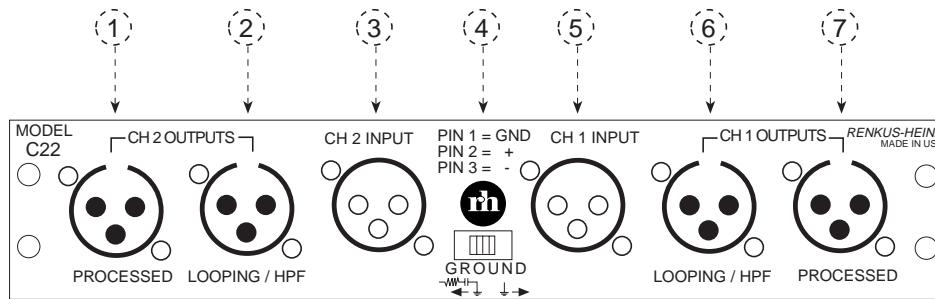 1 2 3 4 5 6 7
MODEL
C22
CH 2 OUTPUTS
CH 2 INPUT
PIN 1 = GND
PIN 2 = +
PIN 3 = -
CH 1 INPUT
CH 1 OUTPUTS
RENKUS-HEIN
MADE IN US
rh
PROCESSED
LOOPING / HPF
GROUND
LOOPING / HPF
PROCESSED